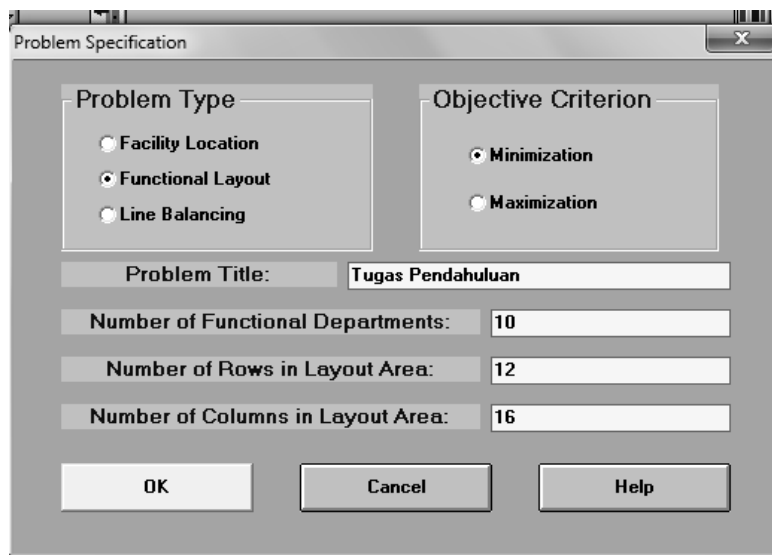 Problem Specification
x
Problem Type
Objective Criterion
Facility Location
Functional Layout
Line Balancing
Minimization
Maximization
Problem Title:
Tugas Pendahuluan
Number of Functional Departments:
10
Number of Rows in Layout Area:
12
Number of Columns in Layout Area:
16
OK
Cancel
Help